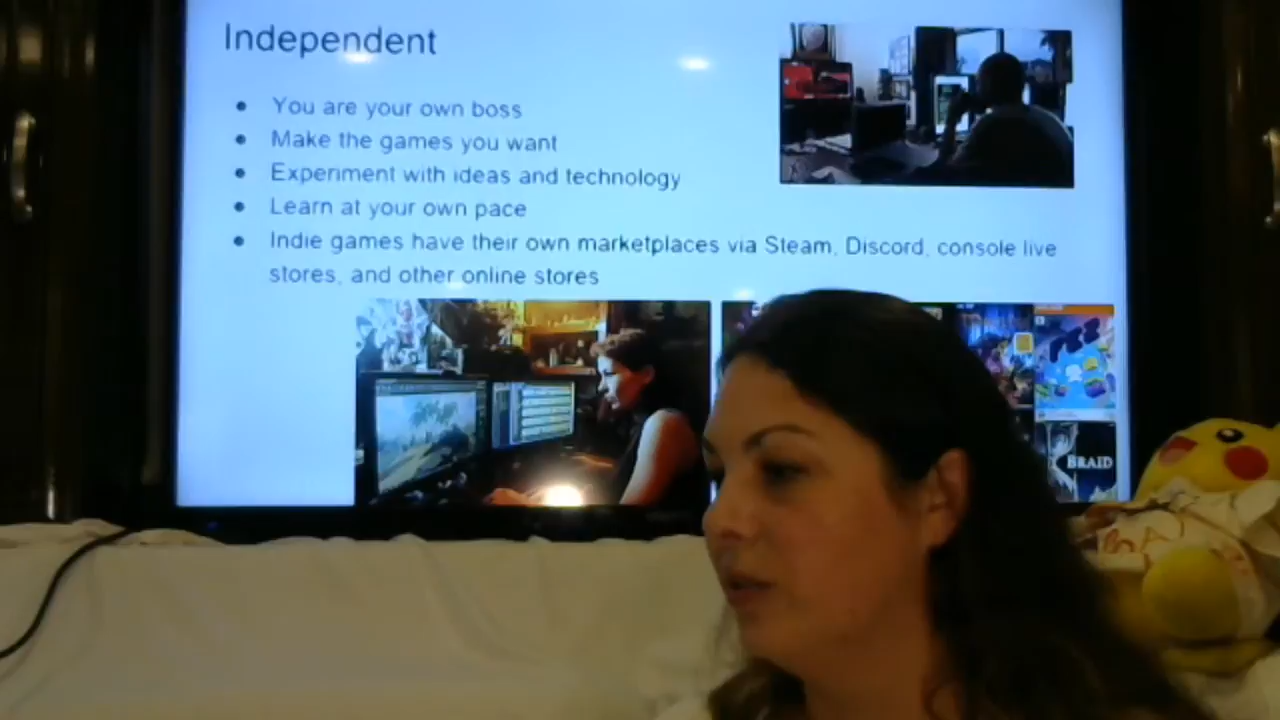 Independent
You are your own boss
Make the games you want
Experiment with ideas and technology
Learn at your own pace
Indie games have their own marketplaces via Steam, Discord, console live
stores, and other online stores
BRAID